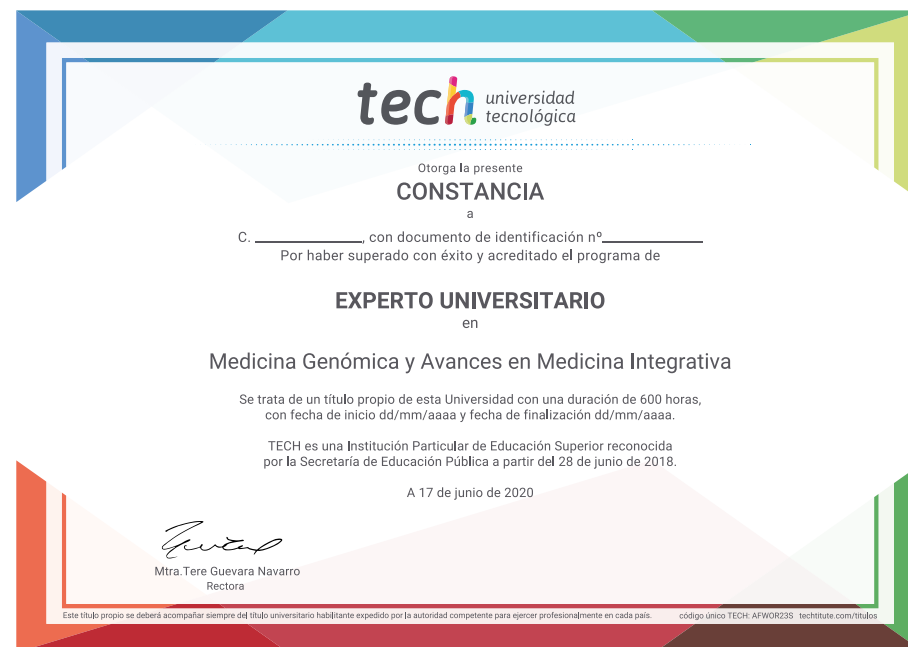 tech universidad
tecnológica
Otorga la presente
CONSTANCIA
a
C. ____________, con documento de identificación nº____________
Por haber superado con éxito y acreditado el programa de
EXPERTO UNIVERSITARIO
en
Medicina Genómica y Avances en Medicina Integrativa
Se trata de un título propio de esta Universidad con una duración de 600 horas,
con fecha de inicio dd/mm/aaaa y fecha de finalización dd/mm/aaaa.
TECH es una Institución Particular de Educación Superior reconocida
por la Secretaría de Educación Pública a partir del 28 de junio de 2018.
A 17 de junio de 2020
Mtra.Tere Guevara Navarro
Rectora
Este título propio se deberá acompañar siempre del título universitario habilitante expedido por la autoridad competente para ejercer profesionalmente en cada país. código único TECH: AFWOR23S techtitute.com/titulos